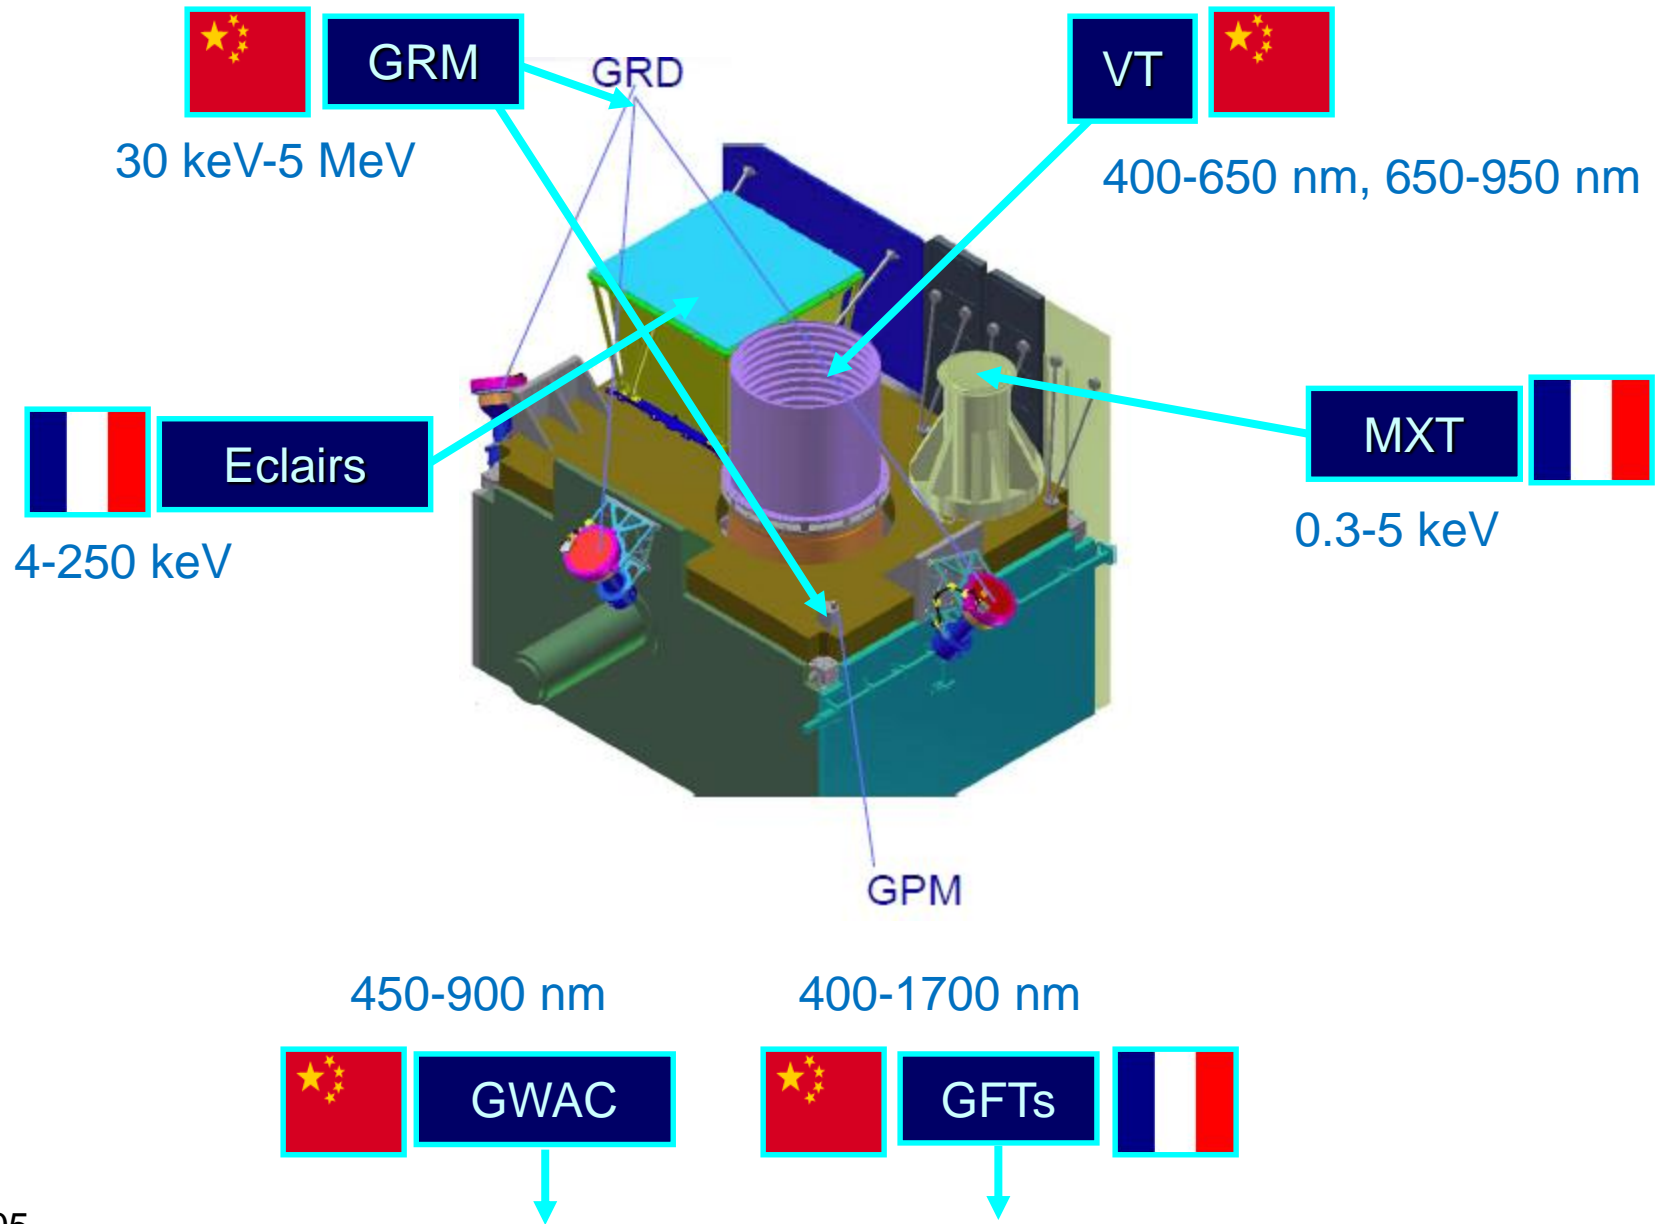 GRM
GRD
VT
30 keV-5 MeV
400-650 nm, 650-950 nm
Eclairs
MXT
4-250 keV
0.3-5 keV
GPM
450-900 nm
400-1700 nm
GWAC
GFTs